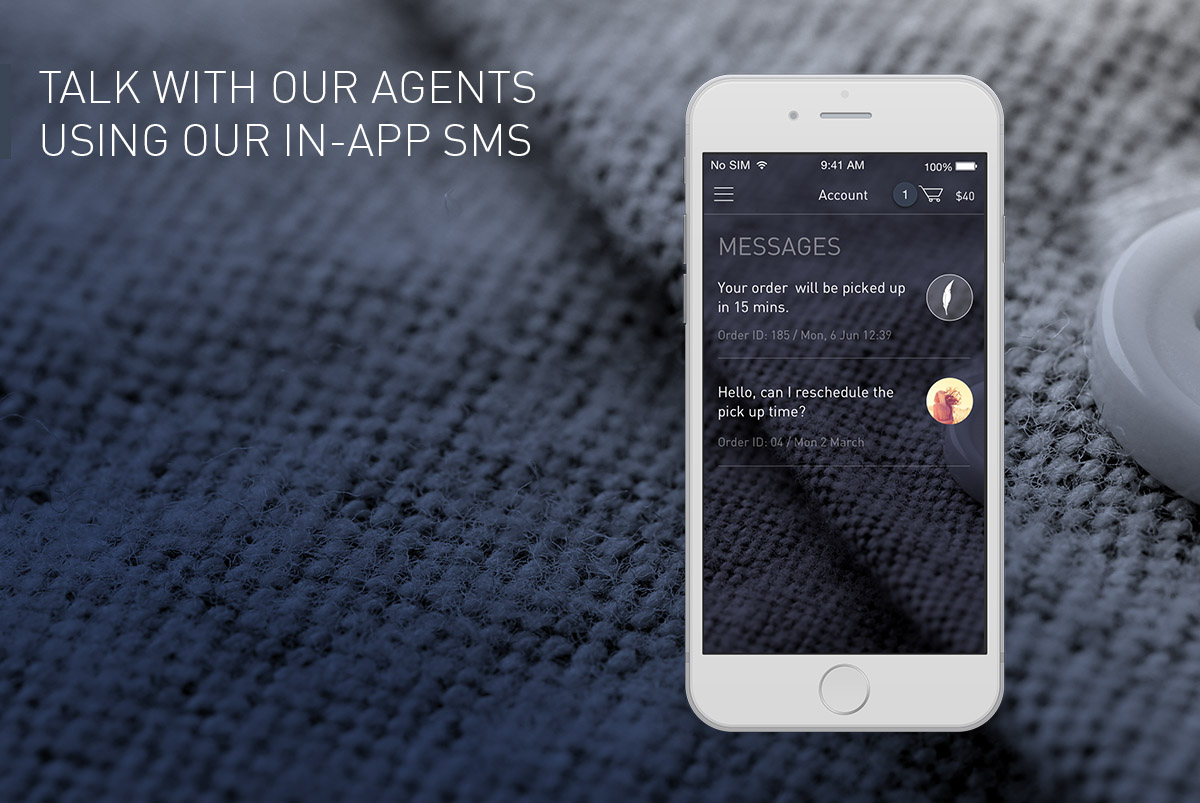 TALK WITH OUR AGENTS
USING OUR IN-APP SMS
No SIM 9:41 AM 100%
Account 1 $40
MESSAGES
Your order will be picked up
in 15 mins.
Order ID: 185 / Mon, 6 Jun 12:39
Hello, can I reschedule the
pick up time?
Order ID: 04 / Mon 2 March